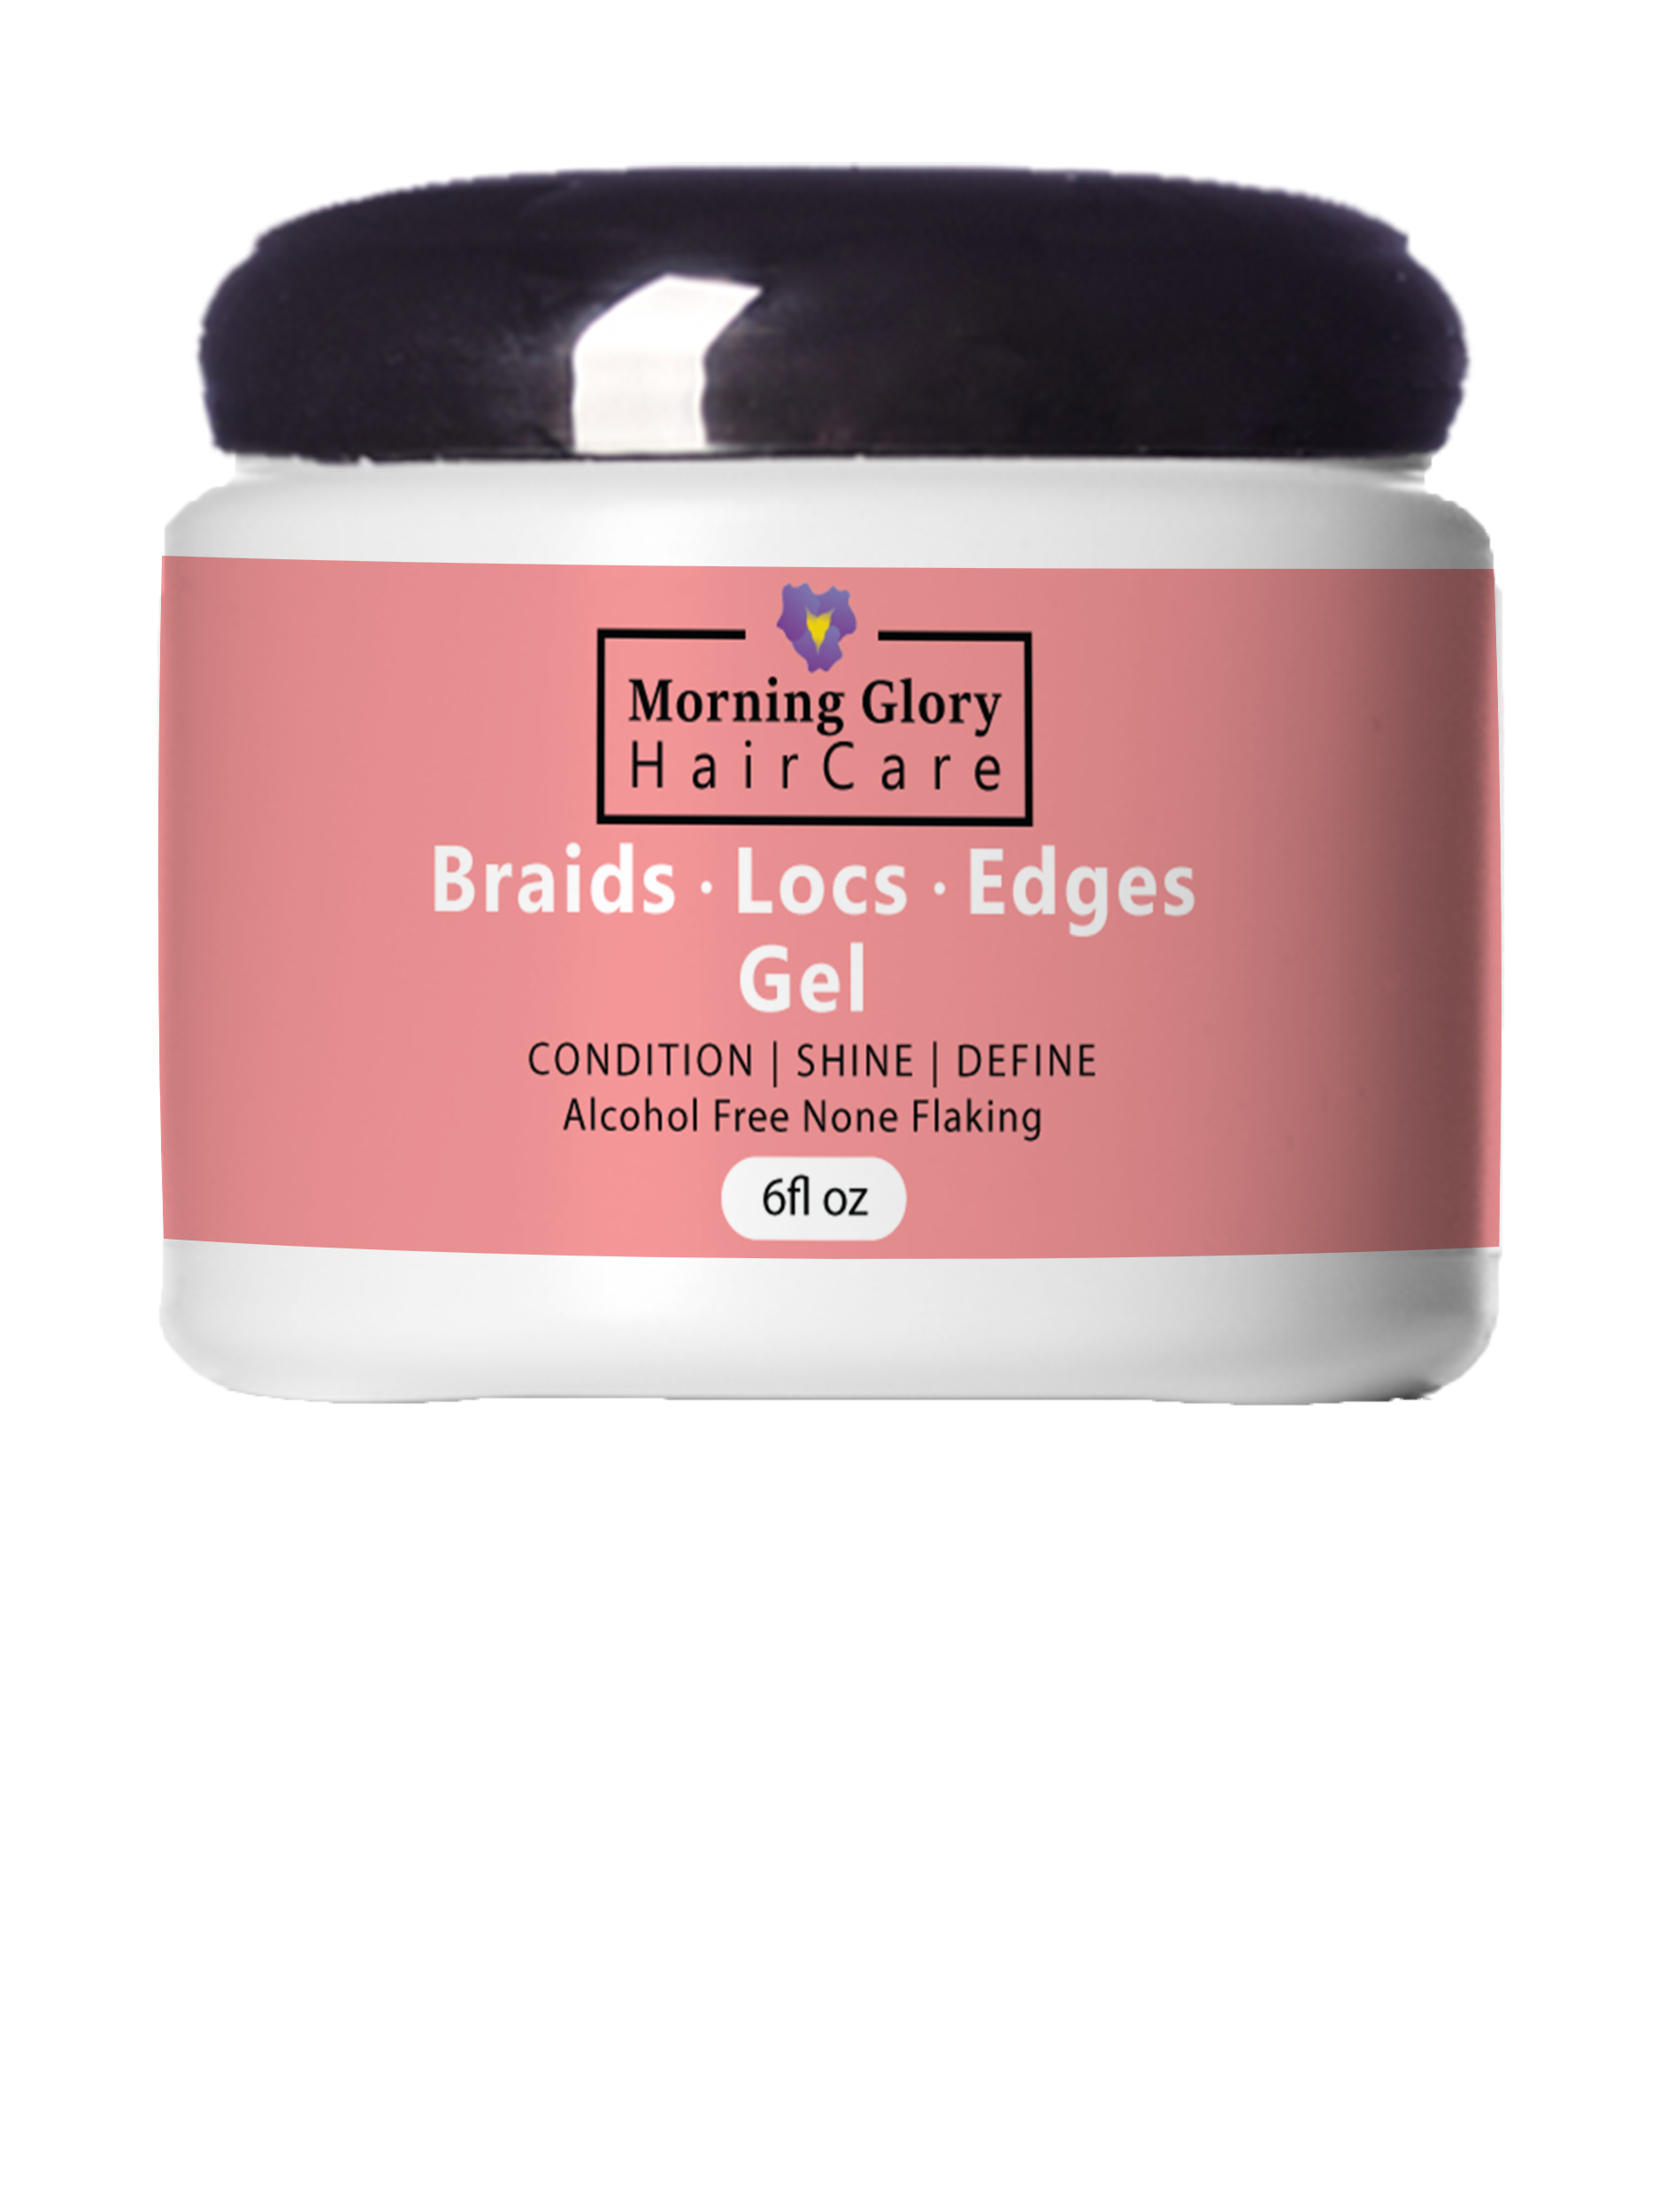 Morning Glory
HairCare
Braids · Locs · Edges
Gel
CONDITION | SHINE | DEFINE
Alcohol Free None Flaking
6fl oz